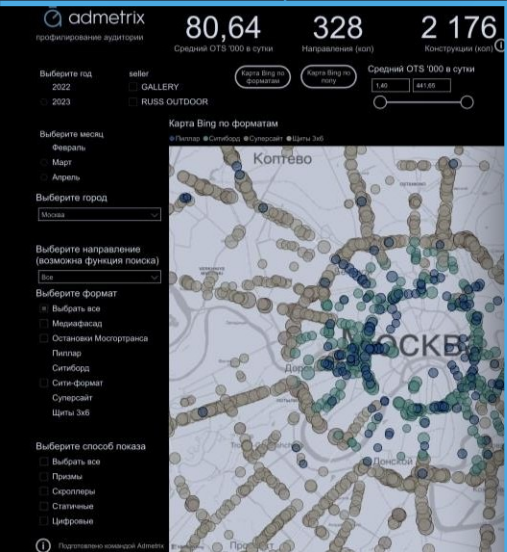 admetrix
профилирование аудитории
80,64
Средний OTS '000 в сутки
328
Направления (кол)
2 176
Конструкции (кол)
Выберите год
2022
2023
seller
GALLERY
RUSS OUTDOOR
Карта Bing по форматам
Карта Bing по полу
Средний OTS '000 в сутки
1,40
441,65
Выберите месяц
Февраль
Март
Апрель
Выберите город
Москва
Выберите направление
(возможна функция поиска)
Все
Выберите формат
Выбрать все
Медиафасад
Остановки Мосгортранса
Пиллар
Ситиборд
Сити-формат
Суперсайт
Щиты 3х6
Выберите способ показа
Выбрать все
Призмы
Скроллеры
Статичные
Цифровые
Подготовлено командой Admetrix
Карта Bing по форматам
Пиллар Ситиборд Суперсайт Щиты 3х6
Коптево
МОСКВ
Донской